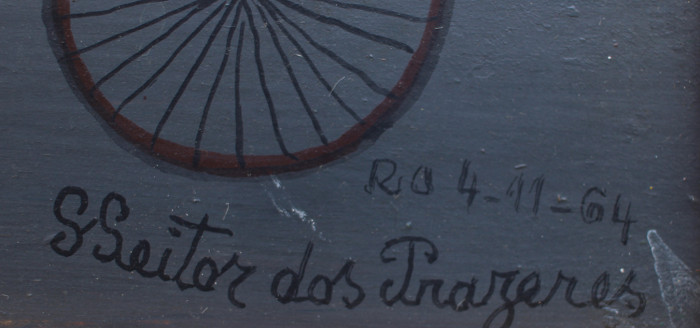 Rio 4-11-64
Heitor dos Prazeres